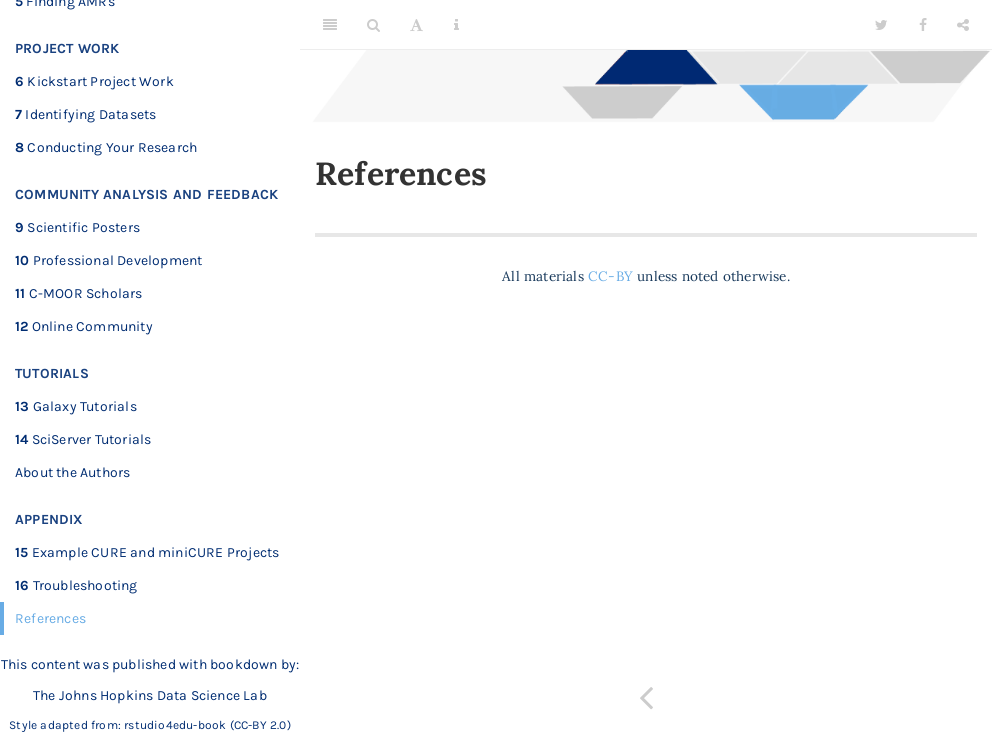 5 Finding AMRs
PROJECT WORK
6 Kickstart Project Work
7 Identifying Datasets
8 Conducting Your Research
COMMUNITY ANALYSIS AND FEEDBACK
9 Scientific Posters
10 Professional Development
11 C-MOOR Scholars
12 Online Community
TUTORIALS
13 Galaxy Tutorials
14 SciServer Tutorials
About the Authors
APPENDIX
15 Example CURE and miniCURE Projects
16 Troubleshooting
References
This content was published with bookdown by:
The Johns Hopkins Data Science Lab
Style adapted from: rstudio4edu-book (CC-BY 2.0)
A
References
All materials CC-BY unless noted otherwise.